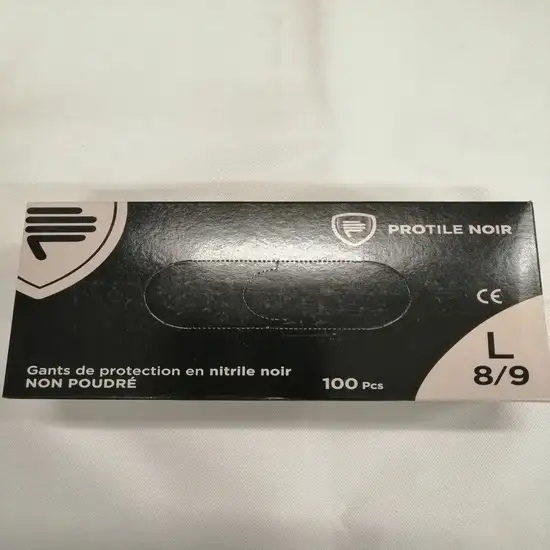 PROTILE NOIR
CE
L
8/9
Gants de protection en nitrile noir
NON POUDRÉ
100 Pcs